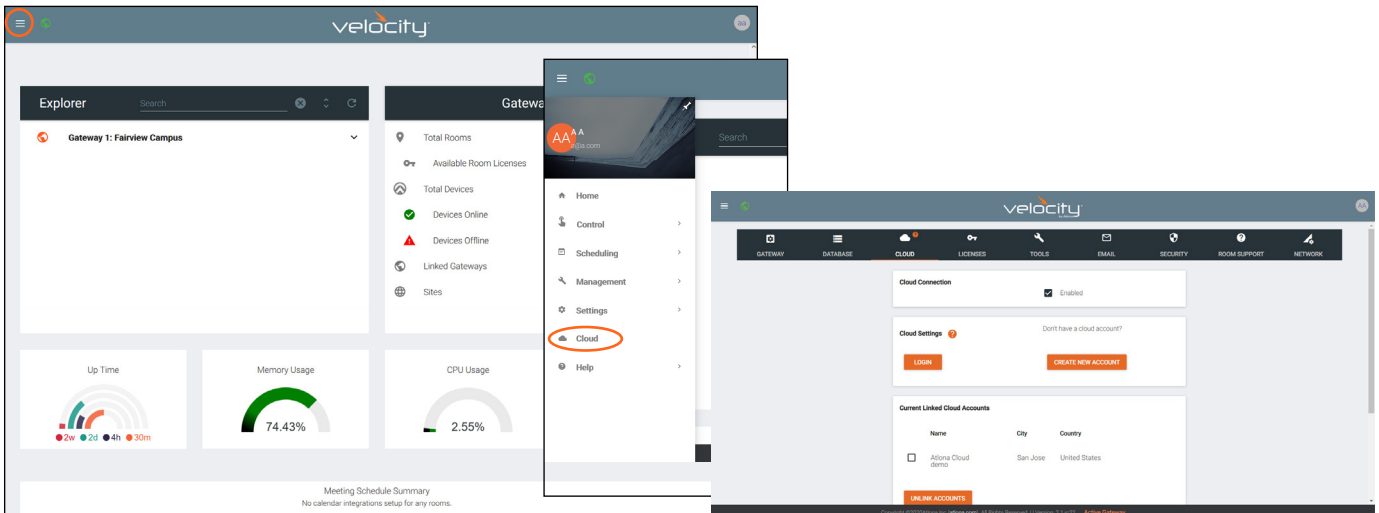 velocity
aa
Explorer
Search
Gateway 1: Fairview Campus
Total Rooms
Available Room Licenses
Total Devices
Devices Online
Devices Offline
Linked Gateways
Sites
Up Time
2w 2d 4h 30m
Memory Usage
74.43%
CPU Usage
2.55%
Meeting Schedule Summary
No calendar integrations setup for any rooms.
AA
A A
Search
Home
Control
Scheduling
Management
Settings
Cloud
Help
velocity
AA
GATEWAY DATABASE CLOUD LICENSES TOOLS EMAIL SECURITY ROOM SUPPORT NETWORK
Cloud Connection
Enabled
Cloud Settings
Don't have a cloud account?
LOGIN
CREATE NEW ACCOUNT
Current Linked Cloud Accounts
Name City Country
Atlona Cloud San Jose United States
demo
UNLINK ACCOUNTS